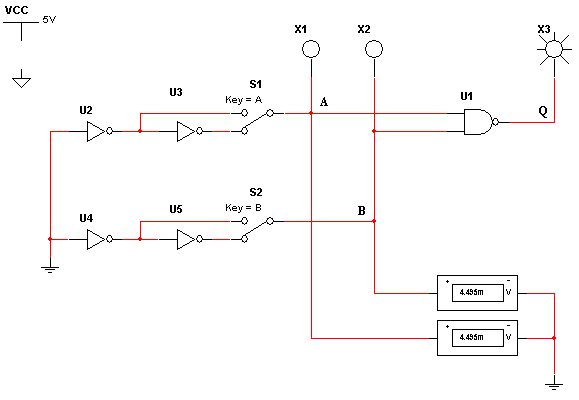 VCC
5V
X1
X2
X3
S1
Key = A
U3
U2
A
U1
Q
S2
Key = B
U4
U5
B
+
-
4.495m
V
+
-
4.495m
V